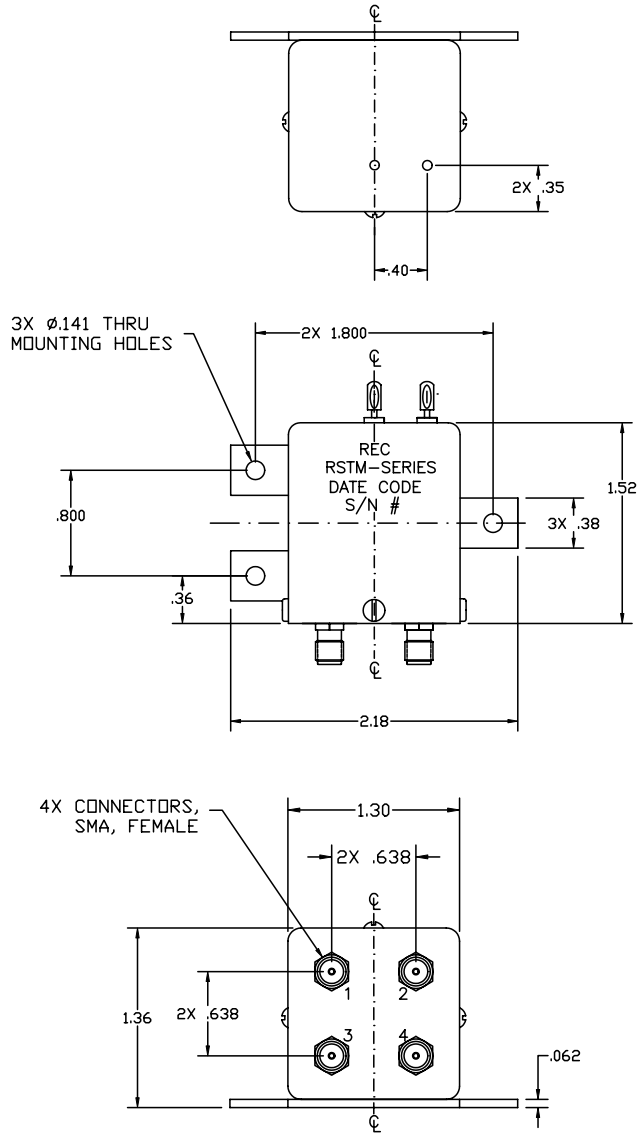 ℄
2X .35
.40
3X Ø.141 THRU
MOUNTING HOLES
2X 1.800
℄
REC
RSTM-SERIES
DATE CODE
S/N #
1.52
.800
3X .38
.36
℄
2.18
4X CONNECTORS,
SMA, FEMALE
1.30
2X .638
℄
1
2
1.36
2X .638
3
4
.062
℄